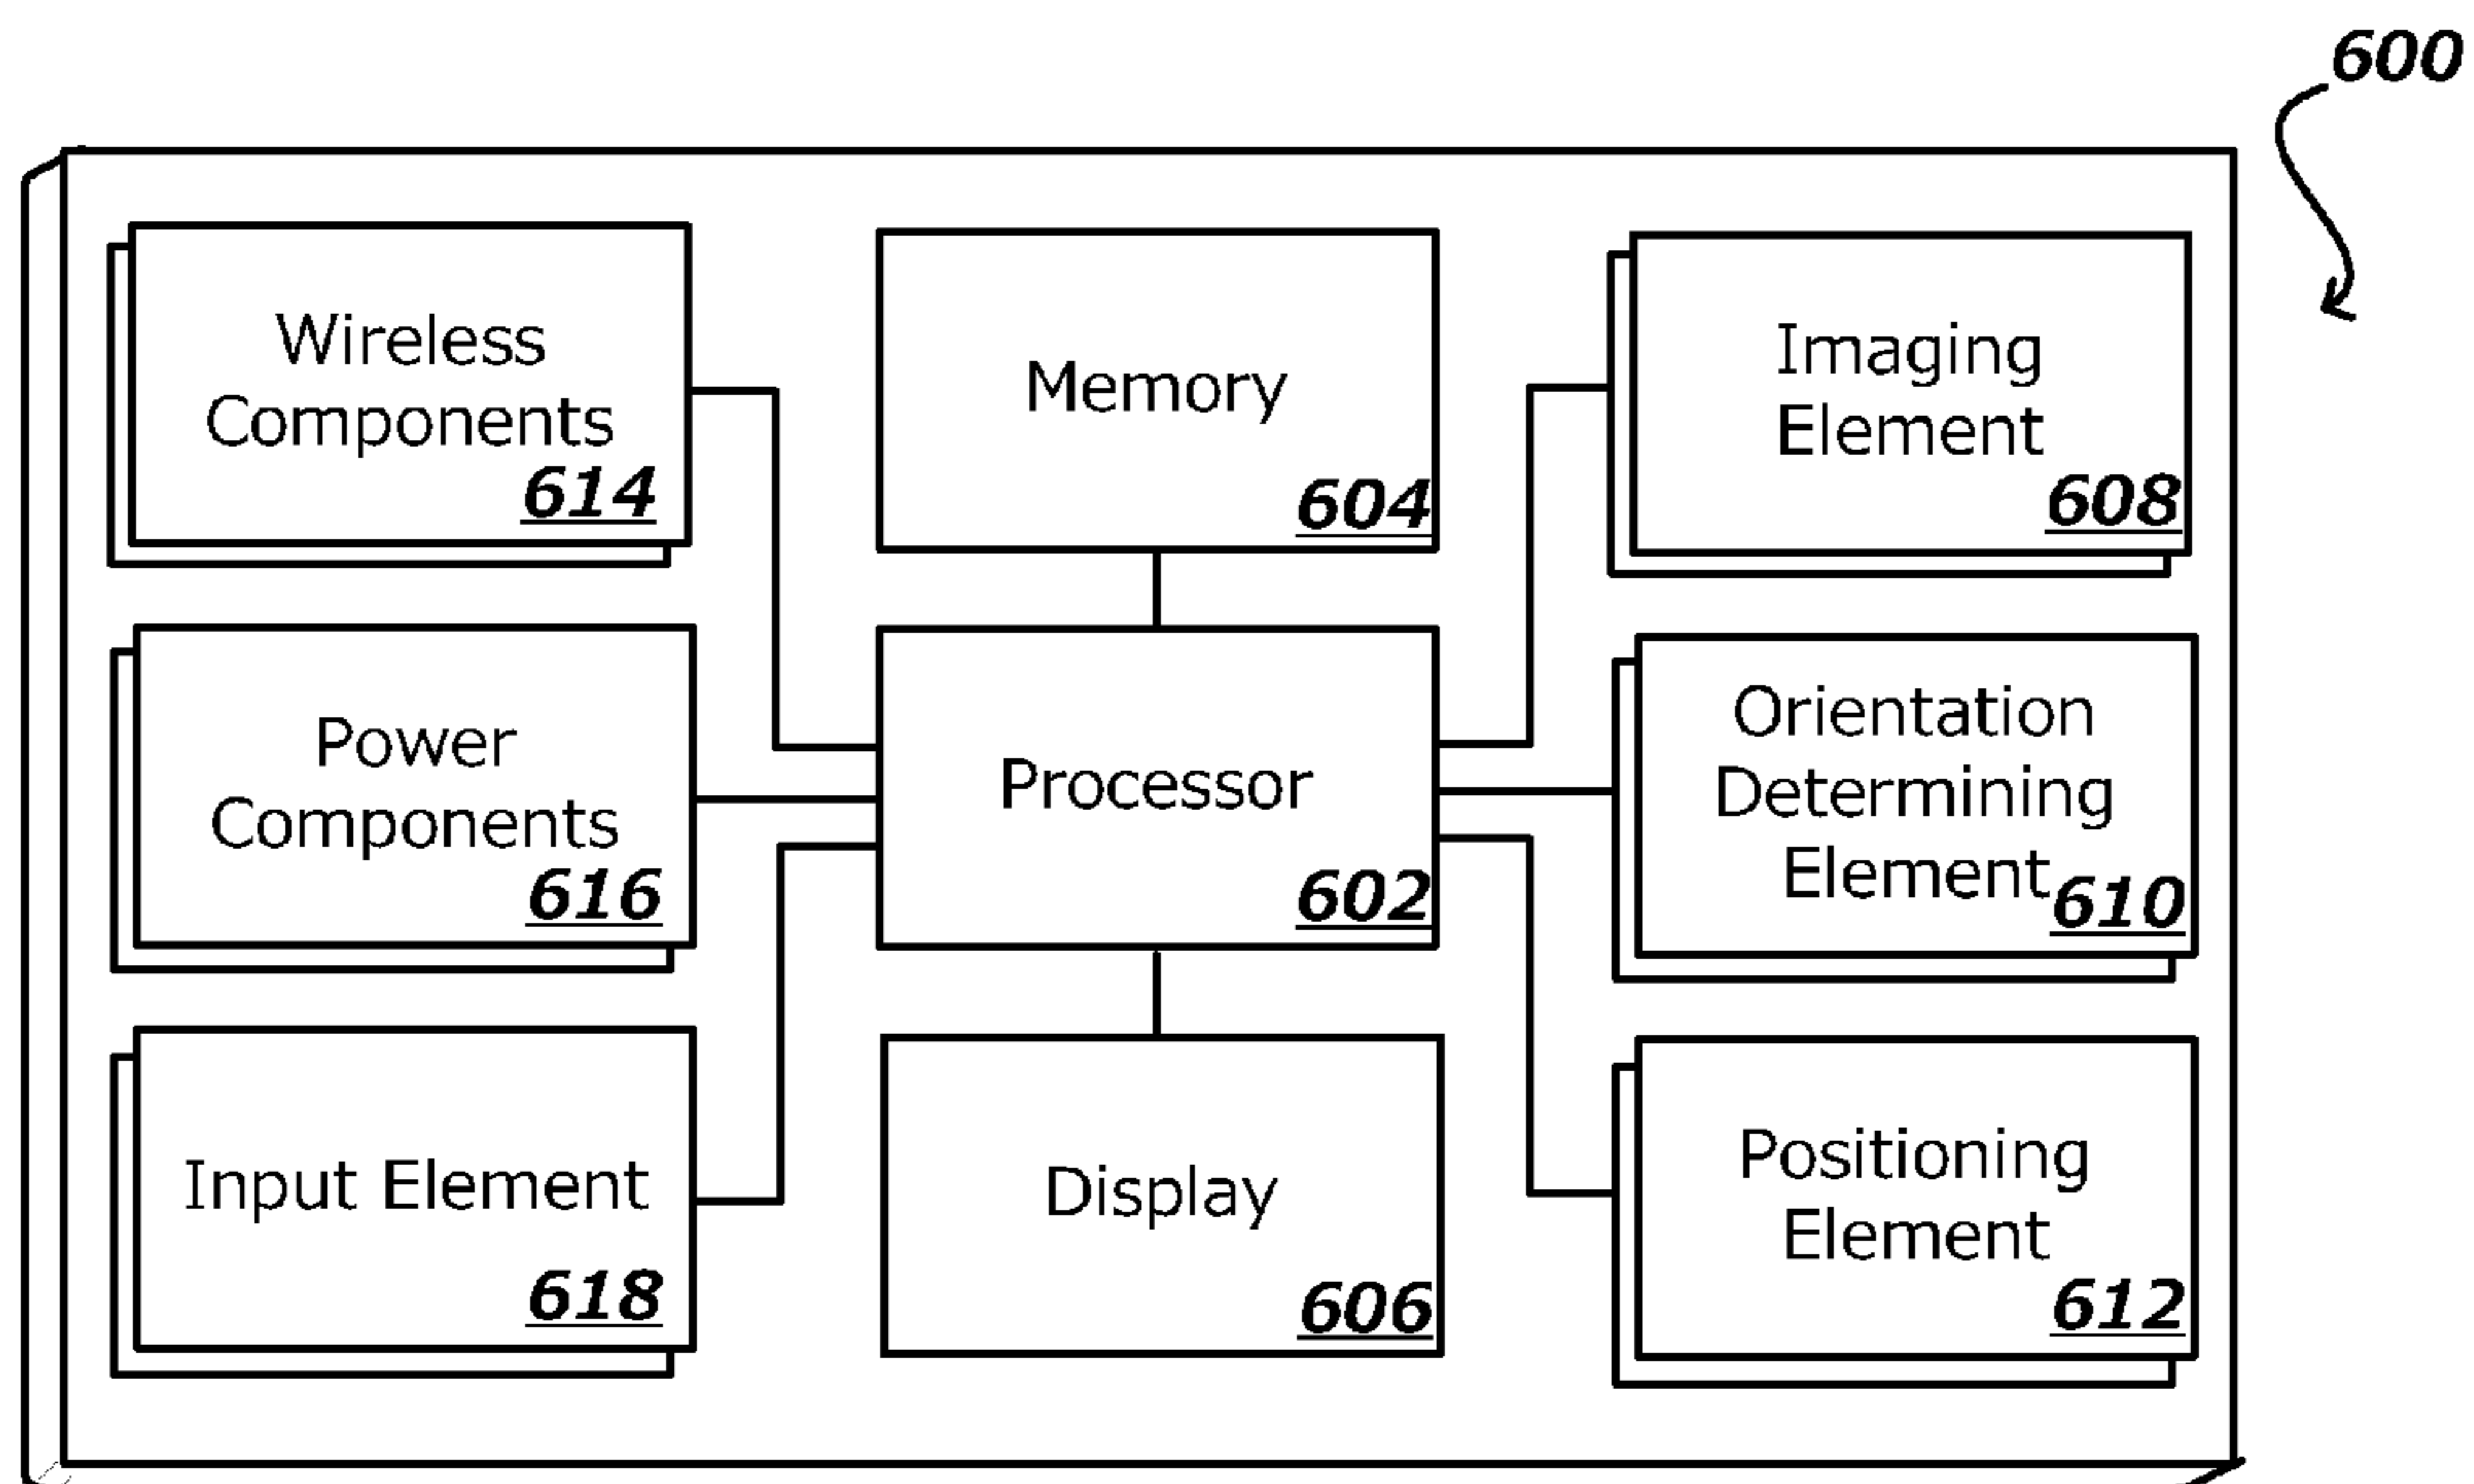 600
Wireless
Components
614
Memory
604
Imaging
Element
608
Power
Components
616
Processor
602
Orientation
Determining
Element
610
Input Element
618
Display
606
Positioning
Element
612